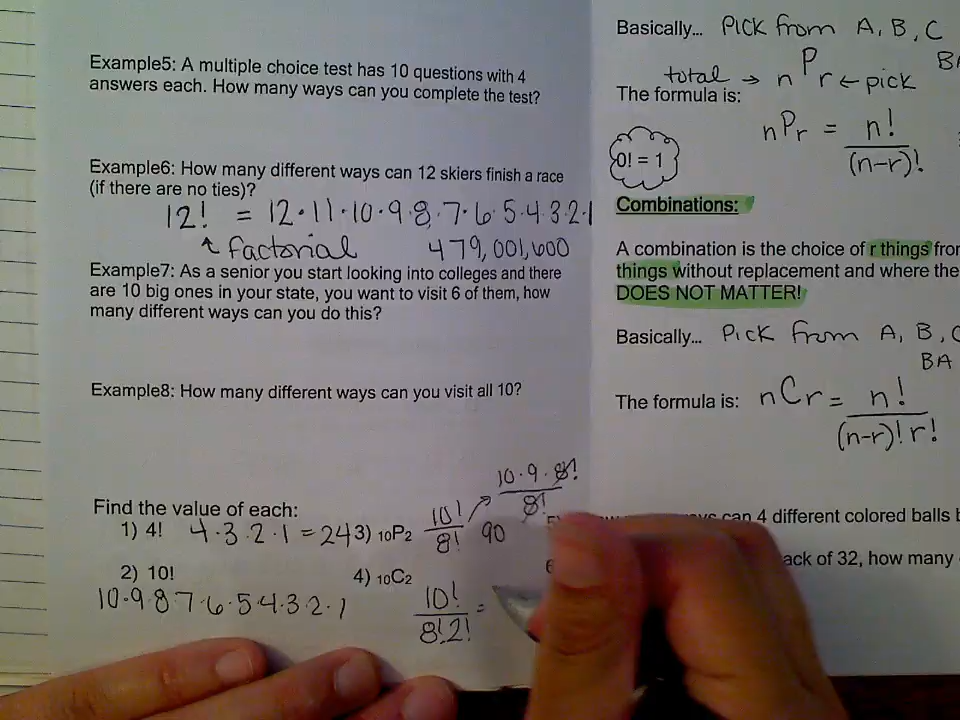 Example5: A multiple choice test has 10 questions with 4
answers each. How many ways can you complete the test?
Example6: How many different ways can 12 skiers finish a race
(if there are no ties)?
12! = 12·11·10·9·8·7·6·5·4·3·2·1
↖ factorial 479,001,600
Example7: As a senior you start looking into colleges and there
are 10 big ones in your state, you want to visit 6 of them, how
many different ways can you do this?
Example8: How many different ways can you visit all 10?
Find the value of each:
1) 4! 4·3·2·1 = 24
2) 10!
10·9·8·7·6·5·4·3·2·1
3) 10P2 10!/8! ↗ 10·9·8!/8!
90
4) 10C2 10!/8!2! =
Basically... PICK from A, B, C
BA
total → nPr ← pick
The formula is:
nPr = n!/(n-r)!
0! = 1
Combinations:
A combination is the choice of r things from
things without replacement and where the
DOES NOT MATTER!
Basically... PICK from A, B, C
BA
The formula is: nCr = n!/(n-r)!r!
can 4 different colored balls b
6
ack of 32, how many